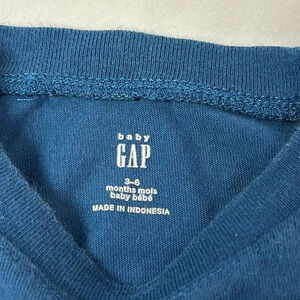 baby
GAP
3-6
months mois
baby bébé
MADE IN INDONESIA